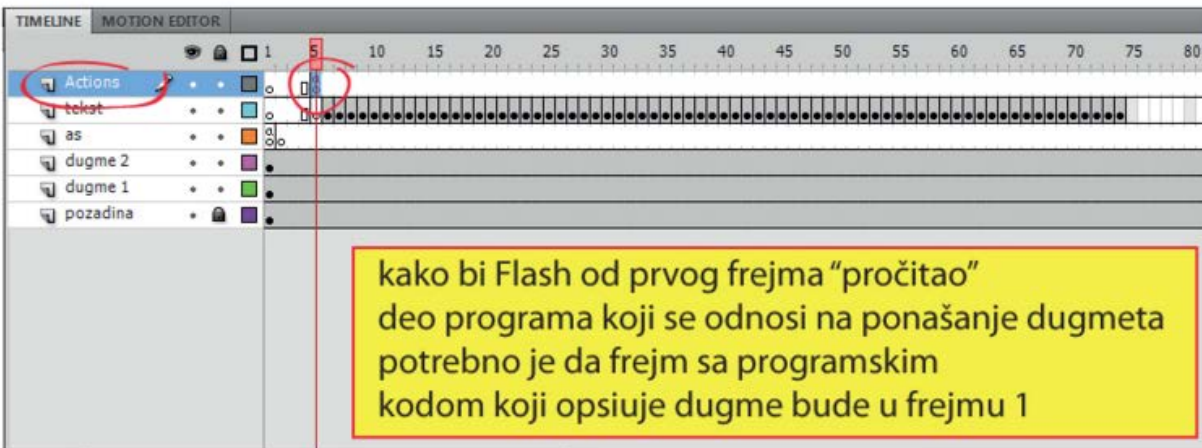 TIMELINE MOTION EDITOR
1 5 10 15 20 25 30 35 40 45 50 55 60 65 70 75 80
Actions
tekst
as
dugme 2
dugme 1
pozadina
kako bi Flash od prvog frejma “pročitao”
deo programa koji se odnosi na ponašanje dugmeta
potrebno je da frejm sa programskim
kodom koji opsiuje dugme bude u frejmu 1